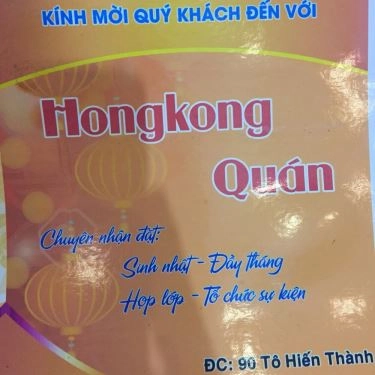 KÍNH MỜI QUÝ KHÁCH ĐẾN VỚI
Hongkong
Quán
Chuyên nhận đặt:
Sinh nhật - Đầy tháng
Họp lớp - Tổ chức sự kiện
ĐC: 90 Tô Hiến Thành